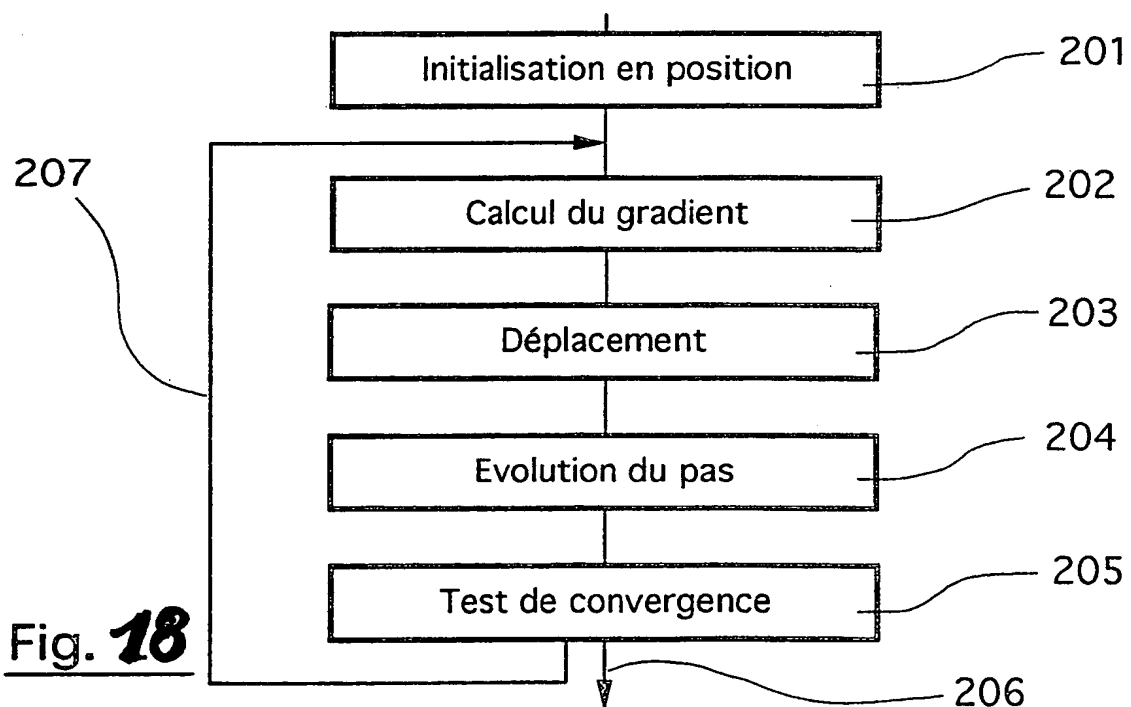 Initialisation en position
201
207
Calcul du gradient
202
Déplacement
203
Evolution du pas
204
Test de convergence
205
Fig. 18
206